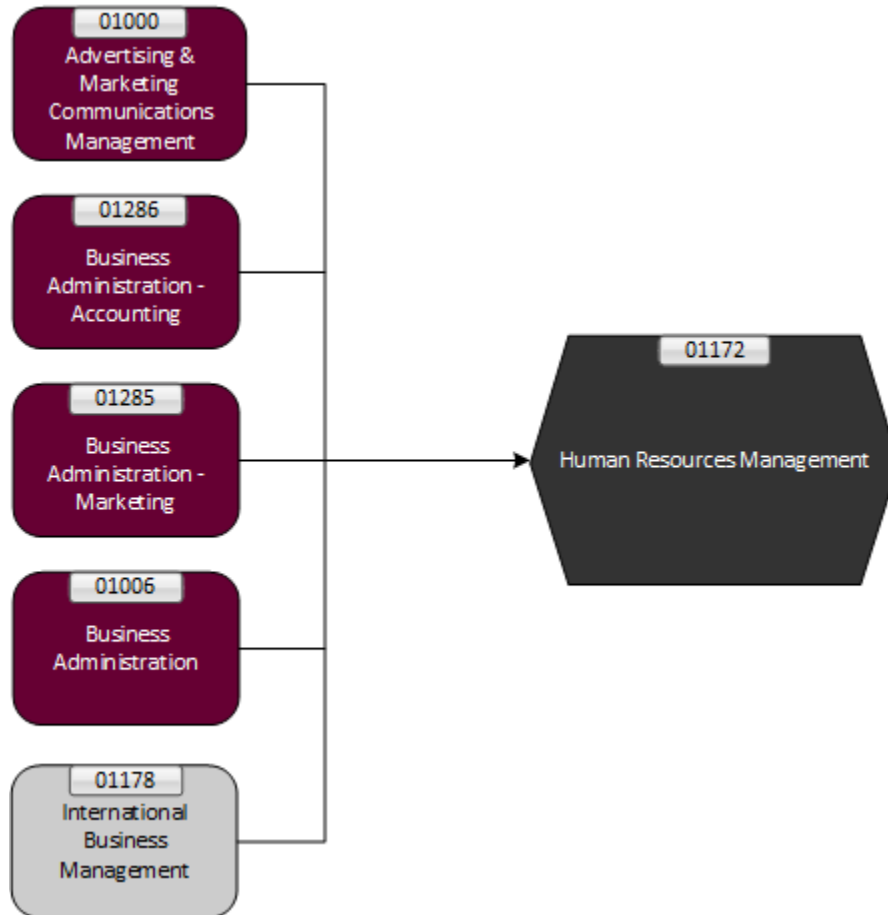 01000
Advertising &
Marketing
Communications
Management
01286
Business
Administration -
Accounting
01285
Business
Administration -
Marketing
01006
Business
Administration
01178
International
Business
Management
01172
Human Resources Management